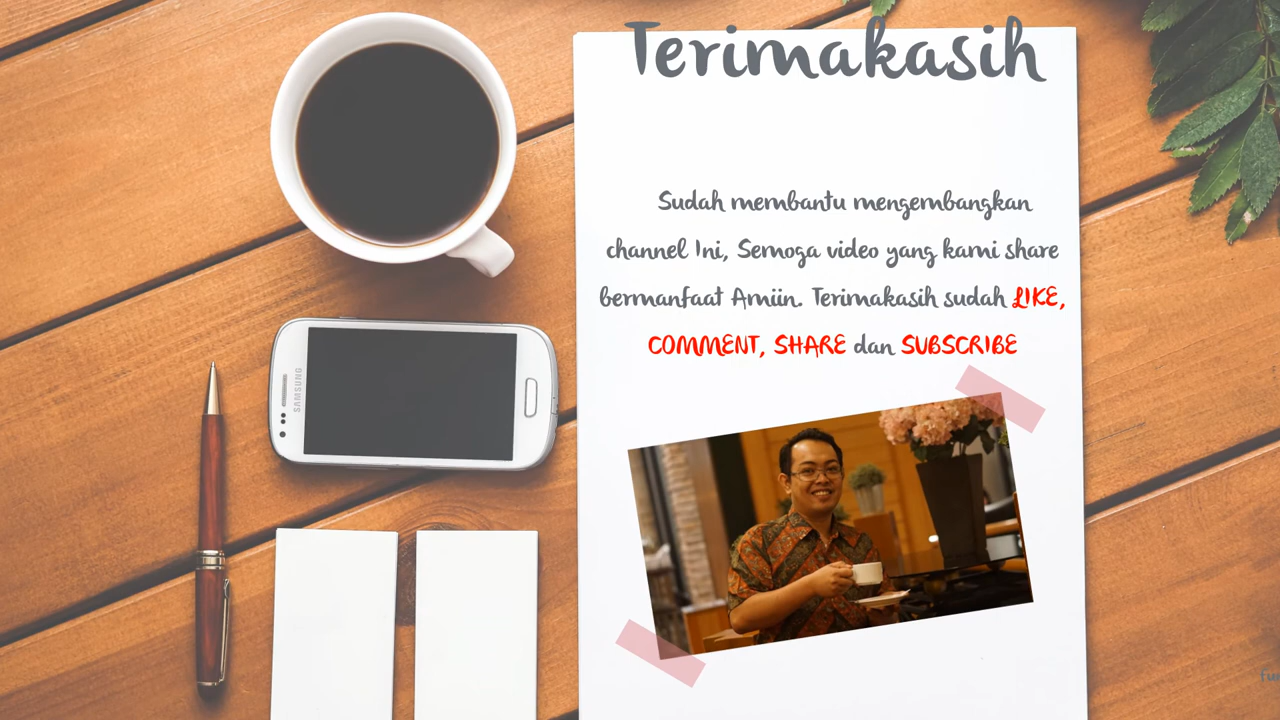 Terimakasih
Sudah membantu mengembangkan
channel Ini, Semoga video yang kami share
bermanfaat Amiin. Terimakasih sudah LIKE,
COMMENT, SHARE dan SUBSCRIBE
SAMSUNG